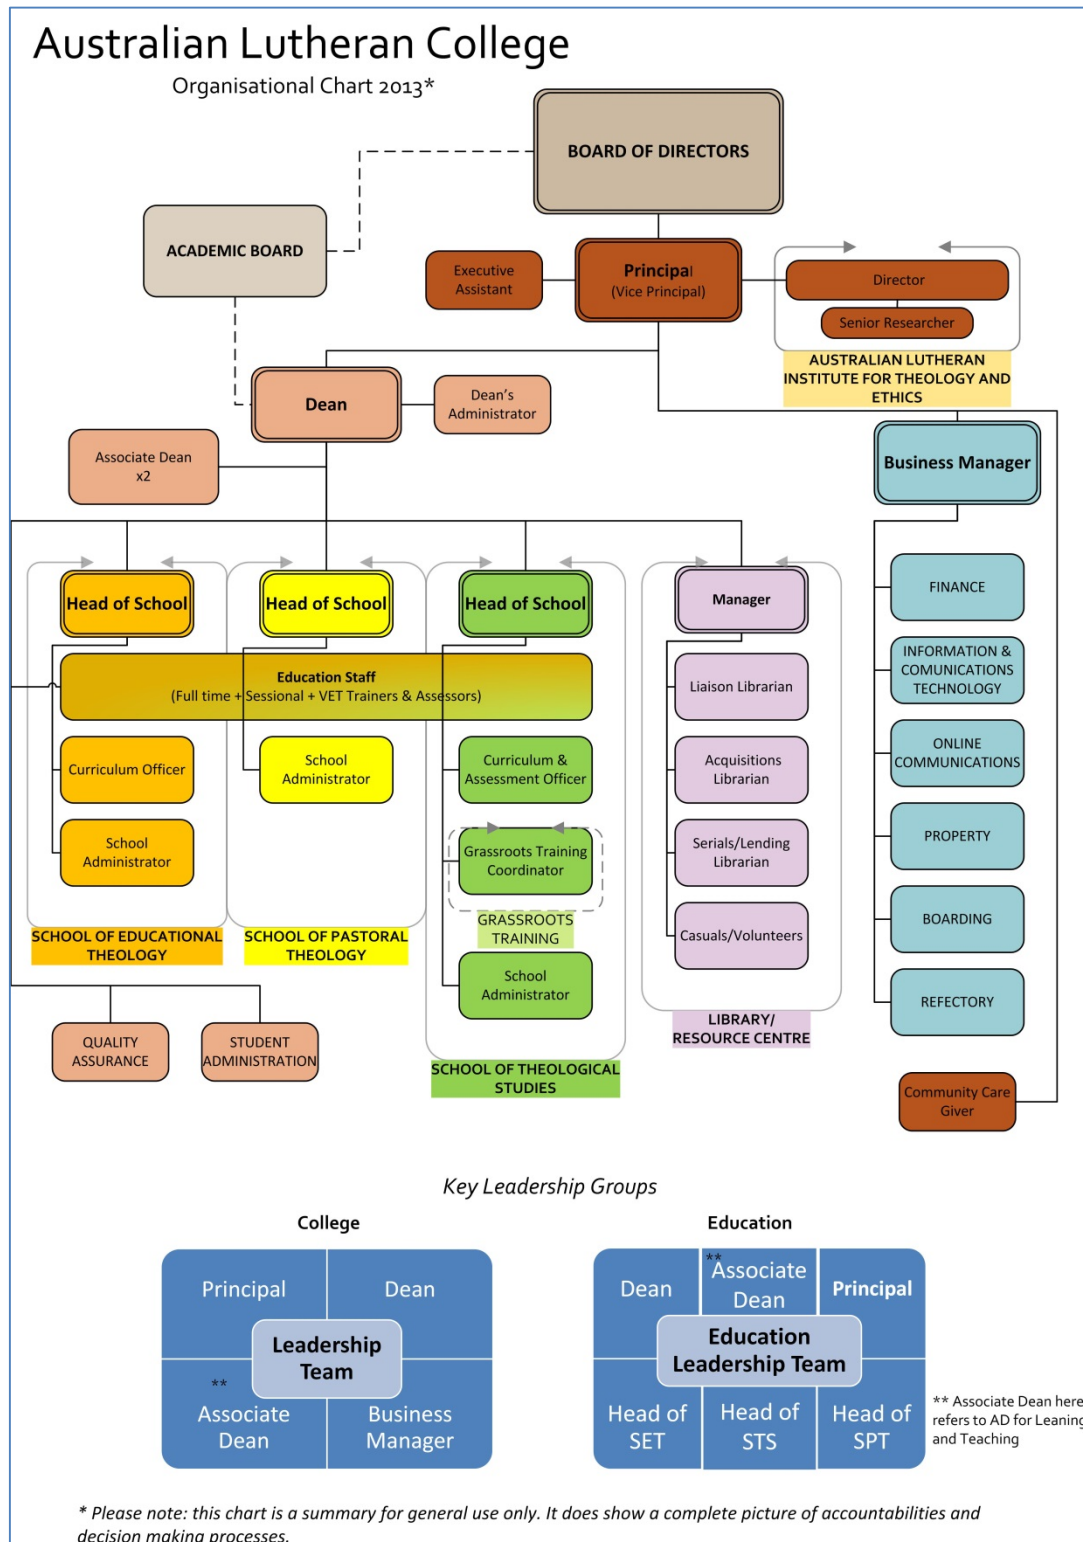 Australian Lutheran College
Organisational Chart 2013*
BOARD OF DIRECTORS
ACADEMIC BOARD
Executive
Assistant
Principal
(Vice Principal)
Director
Senior Researcher
AUSTRALIAN LUTHERAN
INSTITUTE FOR THEOLOGY AND
ETHICS
Dean
Dean's
Administrator
Associate Dean
x2
Business Manager
Head of School
Head of School
Head of School
Manager
Education Staff
(Full time + Sessional + VET Trainers & Assessors)
Curriculum Officer
School
Administrator
SCHOOL OF EDUCATIONAL
THEOLOGY
School
Administrator
SCHOOL OF PASTORAL
THEOLOGY
Curriculum &
Assessment Officer
Grassroots Training
Coordinator
GRASSROOTS
TRAINING
School
Administrator
SCHOOL OF THEOLOGICAL
STUDIES
Liaison Librarian
Acquisitions
Librarian
Serials/Lending
Librarian
Casuals/Volunteers
LIBRARY/
RESOURCE CENTRE
FINANCE
INFORMATION &
COMUNICATIONS
TECHNOLOGY
ONLINE
COMMUNICATIONS
PROPERTY
BOARDING
REFECTORY
QUALITY
ASSURANCE
STUDENT
ADMINISTRATION
Community Care
Giver
Key Leadership Groups
College
Principal
Dean
Leadership
Team
**
Associate
Dean
Business
Manager
Education
Dean
**
Associate
Dean
Principal
Education
Leadership Team
Head of
SET
Head of
STS
Head of
SPT
** Associate Dean here
refers to AD for Leaning
and Teaching
* Please note: this chart is a summary for general use only. It does show a complete picture of accountabilities and
decision making processes.